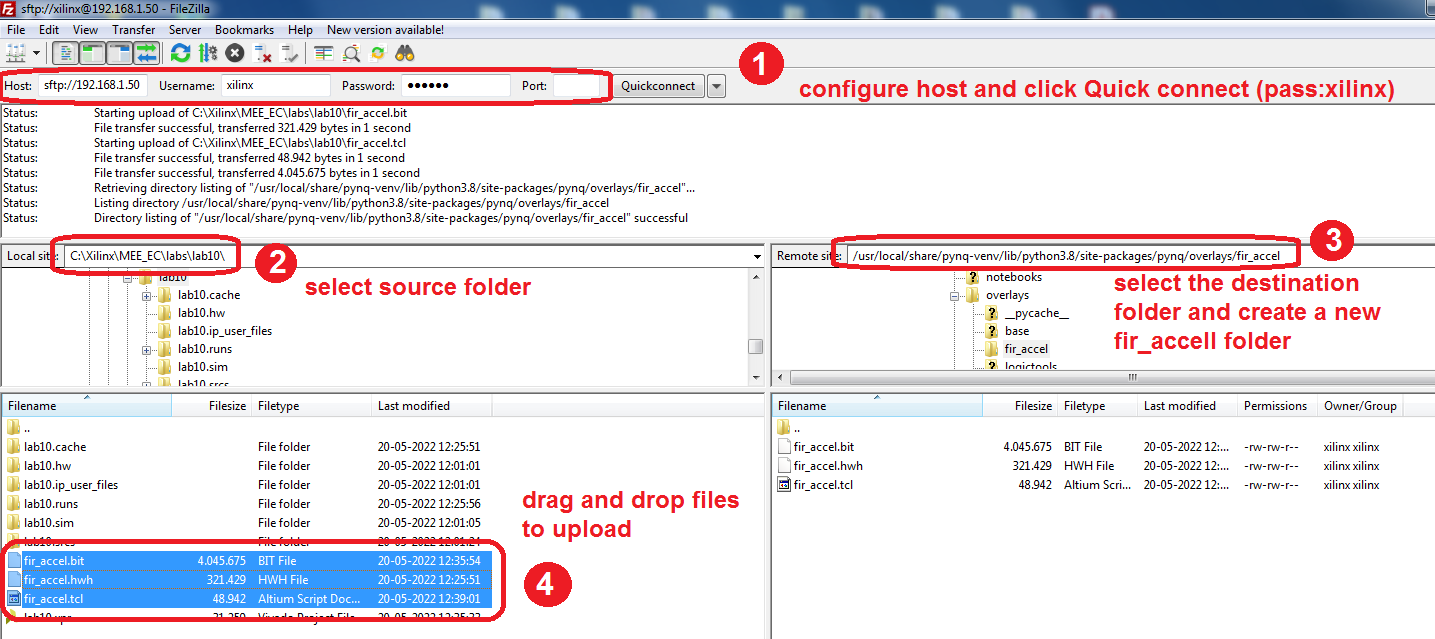 sftp://xilinx@192.168.1.50 - FileZilla
File Edit View Transfer Server Bookmarks Help New version available!
1
Host: sftp://192.168.1.50 Username: xilinx Password: ●●●●●● Port: Quickconnect
configure host and click Quick connect (pass:xilinx)
Status: Starting upload of C:\Xilinx\MEE_EC\labs\lab10\fir_accel.bit
Status: File transfer successful, transferred 321.429 bytes in 1 second
Status: Starting upload of C:\Xilinx\MEE_EC\labs\lab10\fir_accel.tcl
Status: File transfer successful, transferred 48.942 bytes in 1 second
Status: File transfer successful, transferred 4.045.675 bytes in 1 second
Status: Retrieving directory listing of "/usr/local/share/pynq-venv/lib/python3.8/site-packages/pynq/overlays/fir_accel"...
Status: Listing directory /usr/local/share/pynq-venv/lib/python3.8/site-packages/pynq/overlays/fir_accel
Status: Directory listing of "/usr/local/share/pynq-venv/lib/python3.8/site-packages/pynq/overlays/fir_accel" successful
Local site: C:\Xilinx\MEE_EC\labs\lab10\
2
select source folder
lab10
lab10.cache
lab10.hw
lab10.ip_user_files
lab10.runs
lab10.sim
lab10.srcs
3
Remote site: /usr/local/share/pynq-venv/lib/python3.8/site-packages/pynq/overlays/fir_accel
select the destination
folder and create a new
fir_accell folder
notebooks
overlays
__pycache__
base
fir_accel
logictools
Filename Filesize Filetype Last modified
..
lab10.cache File folder 20-05-2022 12:25:51
lab10.hw File folder 20-05-2022 12:01:01
lab10.ip_user_files File folder 20-05-2022 12:01:01
lab10.runs File folder 20-05-2022 12:25:56
lab10.sim File folder 20-05-2022 12:01:05
lab10.srcs File folder 20-05-2022 12:01:24
fir_accel.bit 4.045.675 BIT File 20-05-2022 12:35:54
fir_accel.hwh 321.429 HWH File 20-05-2022 12:25:51
fir_accel.tcl 48.942 Altium Script Doc... 20-05-2022 12:39:01
lab10.xpr Vivado Project File 20-05-2022
drag and drop files
to upload
4
Filename Filesize Filetype Last modified Permissions Owner/Group
..
fir_accel.bit 4.045.675 BIT File 20-05-2022 12:... -rw-rw-r-- xilinx xilinx
fir_accel.hwh 321.429 HWH File 20-05-2022 12:... -rw-rw-r-- xilinx xilinx
fir_accel.tcl 48.942 Altium Scri... 20-05-2022 12:... -rw-rw-r-- xilinx xilinx